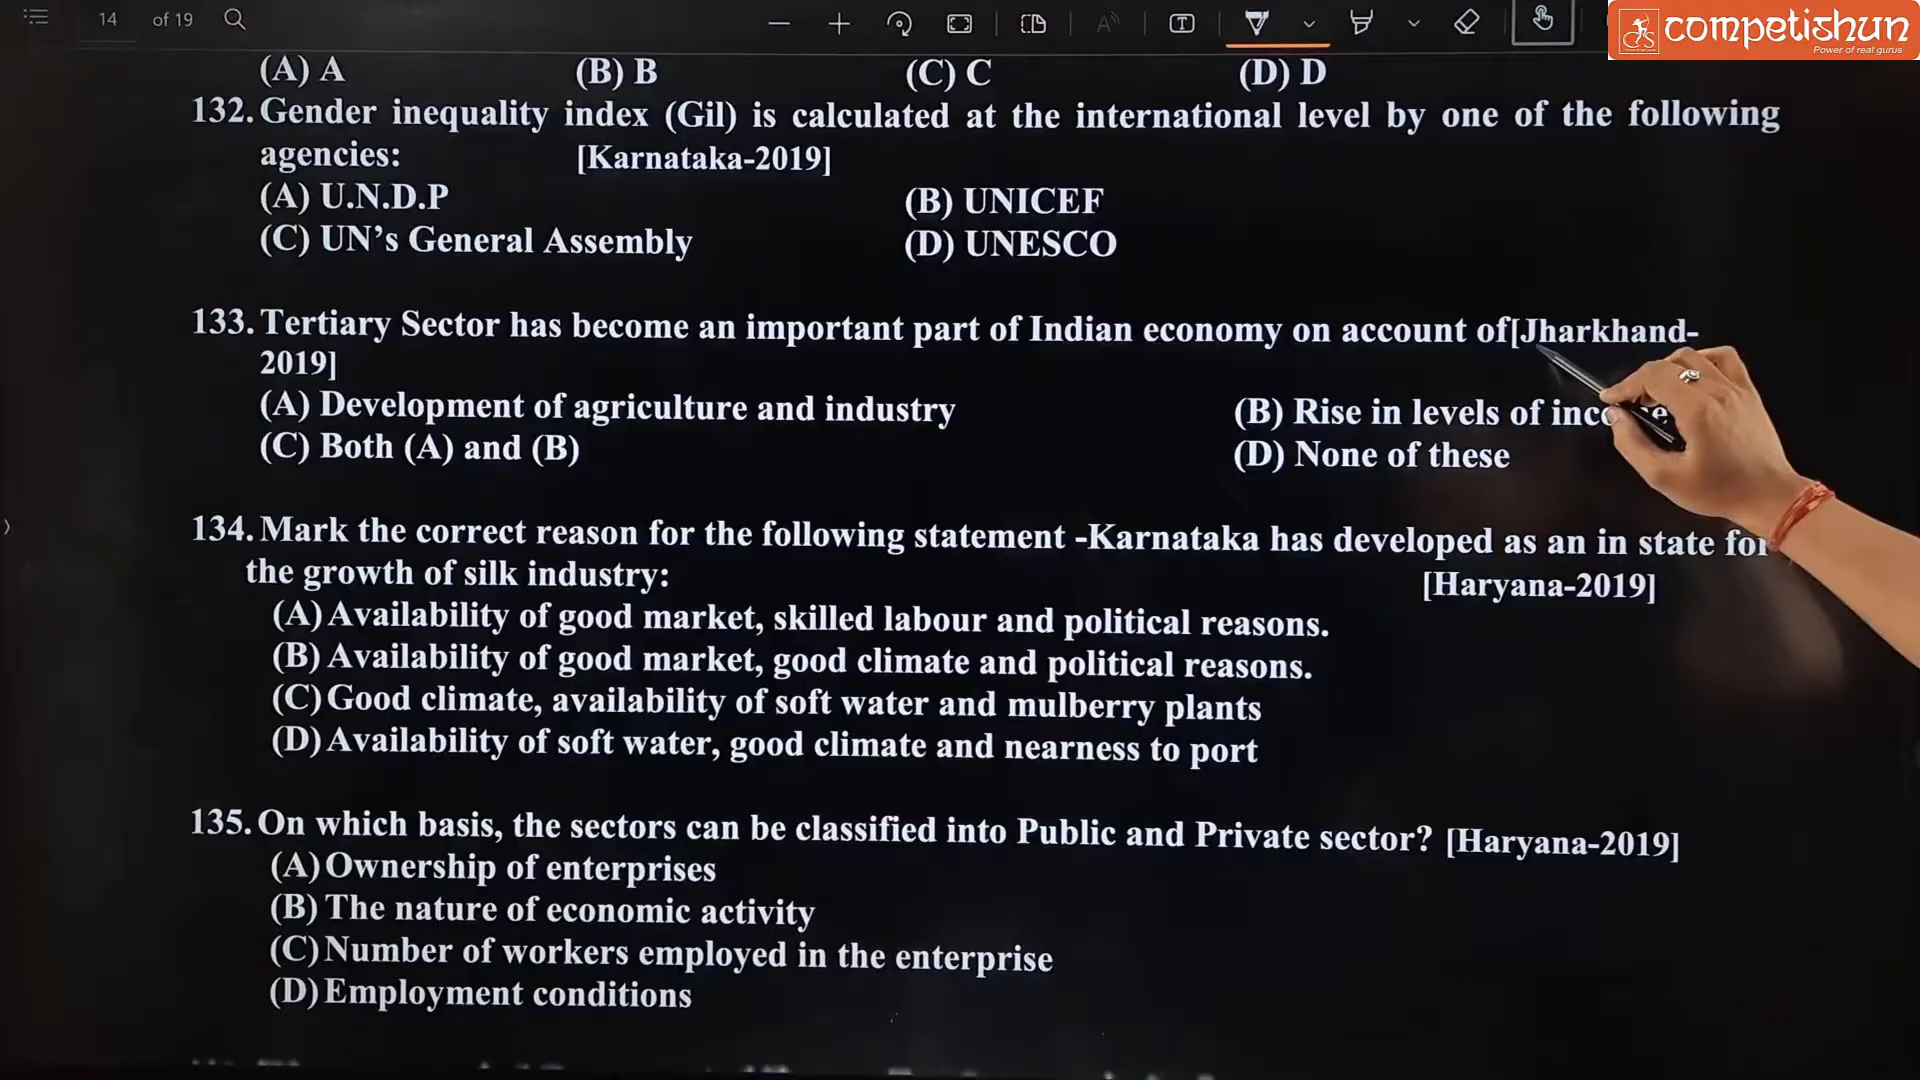 14 of 19
competishun
Power of real gurus
(A) A (B) B (C) C (D) D
132. Gender inequality index (Gil) is calculated at the international level by one of the following
agencies: [Karnataka-2019]
(A) U.N.D.P (B) UNICEF
(C) UN's General Assembly (D) UNESCO
133. Tertiary Sector has become an important part of Indian economy on account of[Jharkhand-
2019]
(A) Development of agriculture and industry (B) Rise in levels of
(C) Both (A) and (B) (D) None of these
134. Mark the correct reason for the following statement -Karnataka has developed as an in state for
the growth of silk industry: [Haryana-2019]
(A) Availability of good market, skilled labour and political reasons.
(B) Availability of good market, good climate and political reasons.
(C) Good climate, availability of soft water and mulberry plants
(D) Availability of soft water, good climate and nearness to port
135. On which basis, the sectors can be classified into Public and Private sector? [Haryana-2019]
(A) Ownership of enterprises
(B) The nature of economic activity
(C) Number of workers employed in the enterprise
(D) Employment conditions